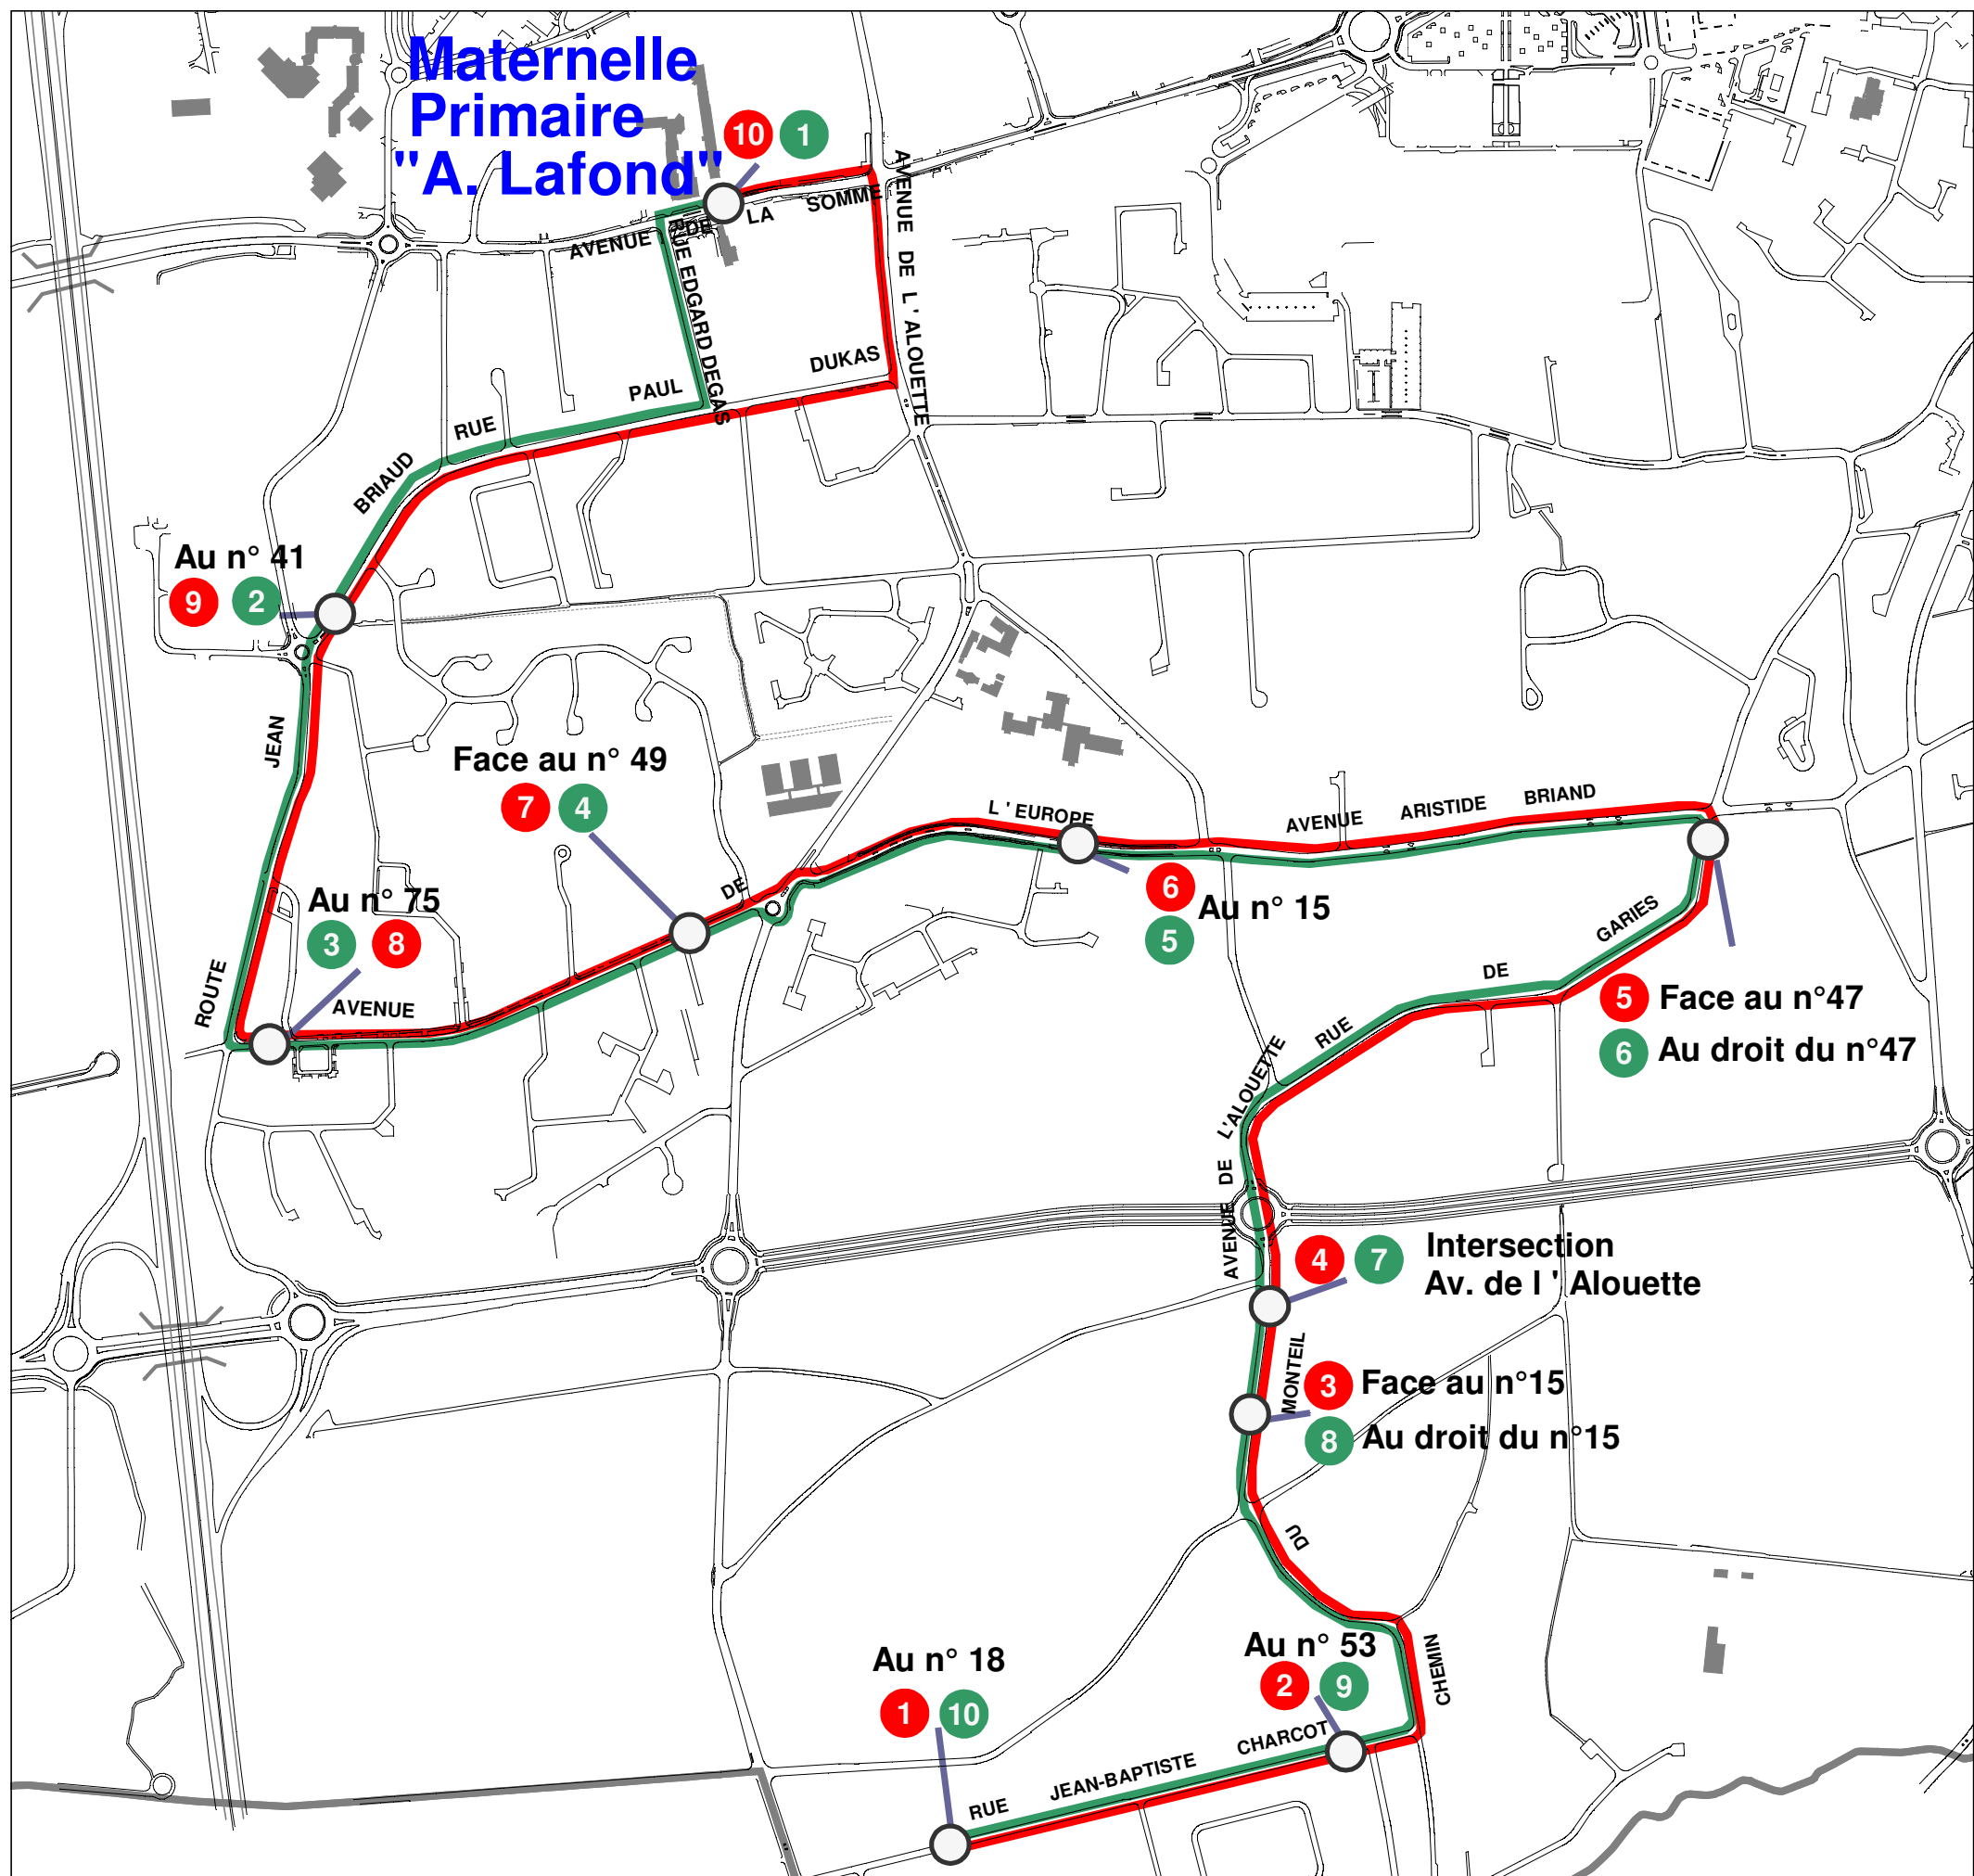 Maternelle
Primaire
"A. Lafond"
10 1
AVENUE DE LA SOMME
AVENUE DE L ' ALOUETTE
RUE EDGARD DEGAS
RUE PAUL DUKAS
BRIAUD
Au n° 41
9 2
JEAN
Face au n° 49
7 4
L ' EUROPE
AVENUE ARISTIDE BRIAND
DE
6
Au n° 15
5
Au n° 75
3 8
ROUTE
AVENUE
GARIES
DE
RUE
5 Face au n°47
6 Au droit du n°47
AVENUE DE L'ALOUETTE
4 7
Intersection
Av. de l ' Alouette
MONTEIL
3 Face au n°15
8 Au droit du n°15
DU
CHEMIN
Au n° 53
2 9
Au n° 18
1 10
RUE JEAN-BAPTISTE CHARCOT